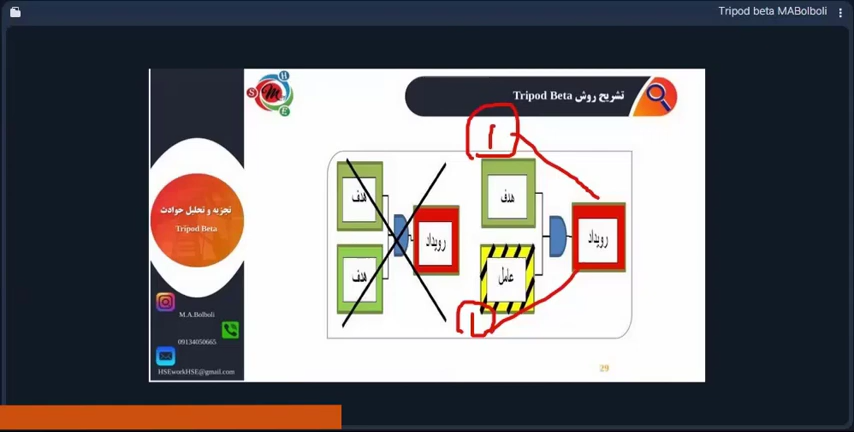 Tripod beta MABolboli
تشریح روش Tripod Beta
S
H
M
E
1
هدف
هدف
رویداد
رویداد
هدف
عامل
تجزیه و تحلیل حوادث
Tripod Beta
M.A.Bolboli
09134050665
HSEworkHSE@gmail.com
29